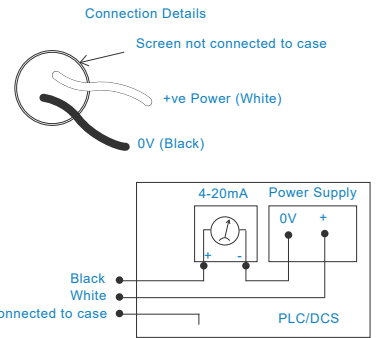 Connection Details
Screen not connected to case
+ve Power (White)
0V (Black)
4-20mA Power Supply
0V +
+ -
Black
White
connected to case
PLC/DCS